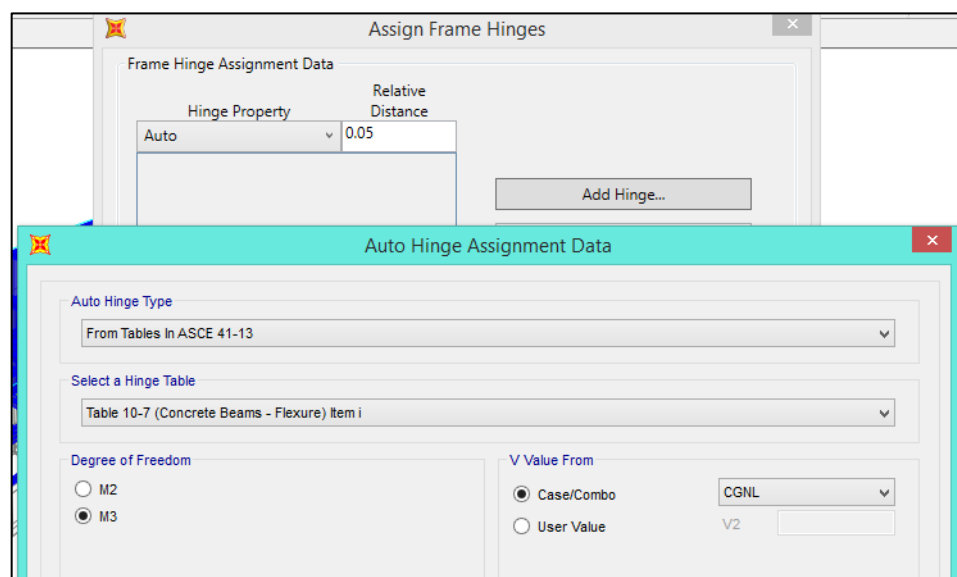 Assign Frame Hinges
Frame Hinge Assignment Data
Hinge Property
Relative
Distance
Auto
0.05
Add Hinge...
Auto Hinge Assignment Data
Auto Hinge Type
From Tables In ASCE 41-13
Select a Hinge Table
Table 10-7 (Concrete Beams - Flexure) Item i
Degree of Freedom
M2
M3
V Value From
Case/Combo
CGNL
User Value
V2